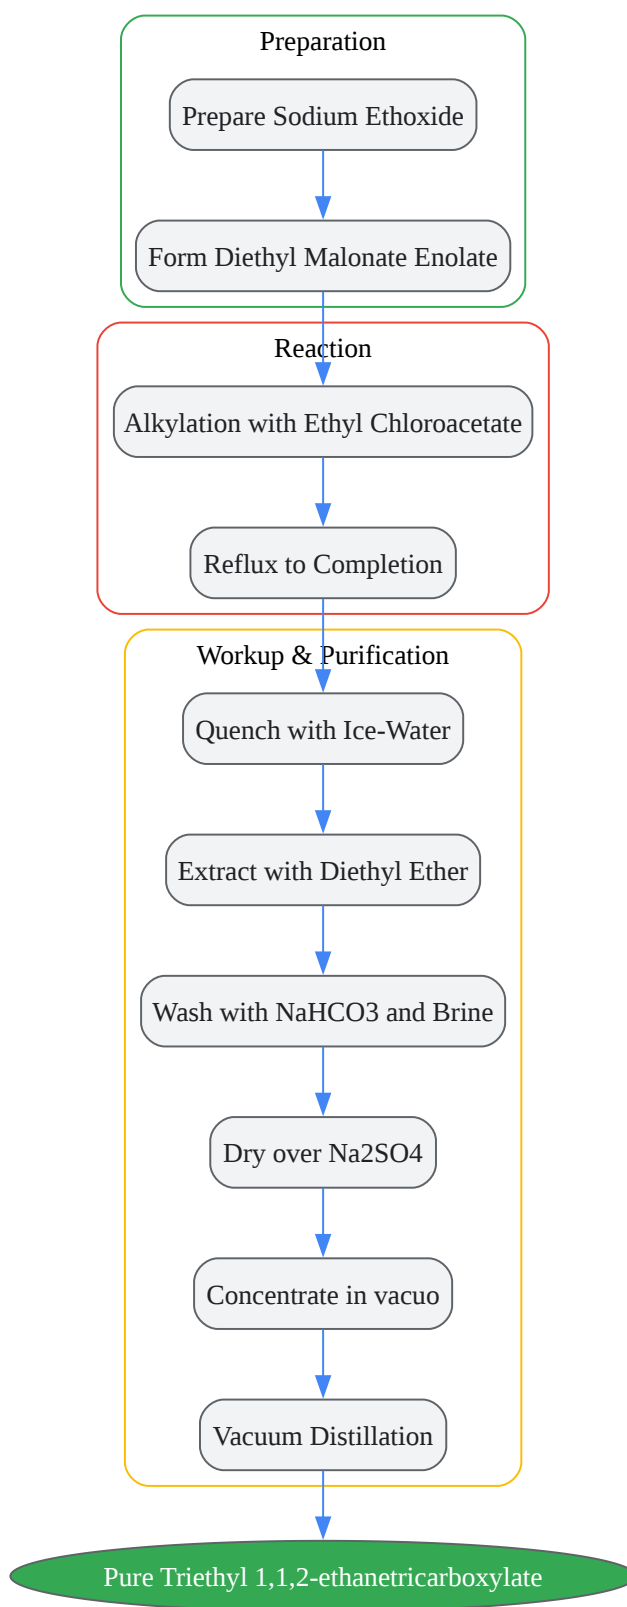 Preparation
Prepare Sodium Ethoxide
Form Diethyl Malonate Enolate
Reaction
Alkylation with Ethyl Chloroacetate
Reflux to Completion
Workup & Purification
Quench with Ice-Water
Extract with Diethyl Ether
Wash with NaHCO3 and Brine
Dry over Na2SO4
Concentrate in vacuo
Vacuum Distillation
Pure Triethyl 1,1,2-ethanetricarboxylate